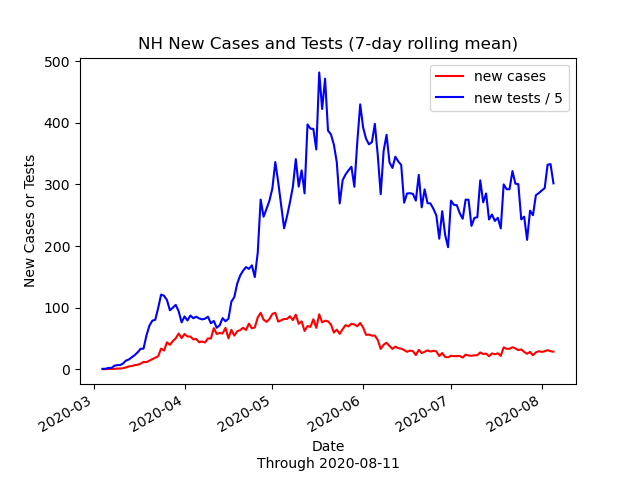 NH New Cases and Tests (7-day rolling mean)
new cases
new tests / 5
500
400
300
200
100
0
New Cases or Tests
2020-03
2020-04
2020-05
2020-06
2020-07
2020-08
Date
Through 2020-08-11